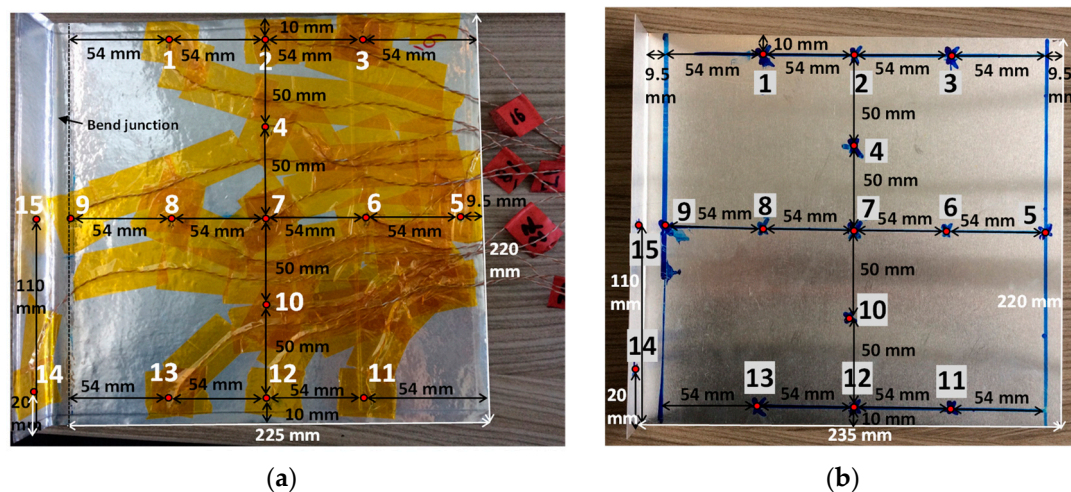 10 mm
54 mm 54 mm 54 mm 54 mm
1 2 3
50 mm
Bend junction
4
50 mm
15 9 8 7 6 5
9.5 mm
54 mm 54 mm 54 mm 54 mm
220 mm
50 mm
110 mm
10
50 mm
14 13 12 11
54 mm 54 mm 54 mm 54 mm
20 mm
10 mm
225 mm
16
(a)
10 mm
9.5 mm
54 mm 54 mm 54 mm 54 mm
9.5 mm
1 2 3
50 mm
4
50 mm
9 8 7 6 5
15
54 mm 54 mm 54 mm 54 mm
50 mm
110 mm
220 mm
10
14
50 mm
13 12 11
20 mm
54 mm 54 mm 54 mm 54 mm
10 mm
235 mm
(b)